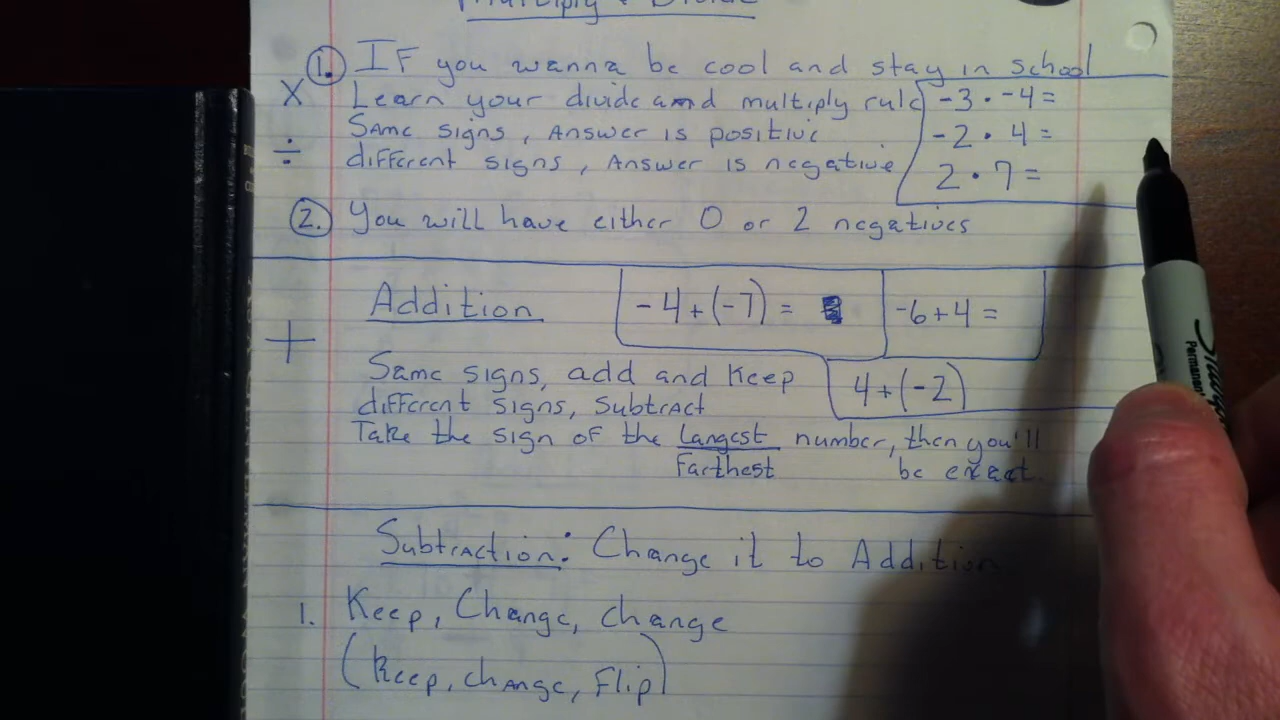 Multiply + Divide
1. IF you wanna be cool and stay in school
X Learn your divide and multiply rule -3 · -4 =
Same signs, Answer is positive -2 · 4 =
÷ different signs, Answer is negative 2 · 7 =
2. You will have either 0 or 2 negatives
Addition -4+(-7) = -6+4 =
+
Same signs, add and Keep 4+(-2)
different signs, Subtract
Take the sign of the Largest number, then you'll
Farthest be exact.
Subtraction: Change it to Addition
1. Keep, Change, change
(Keep, change, Flip)
Permanan